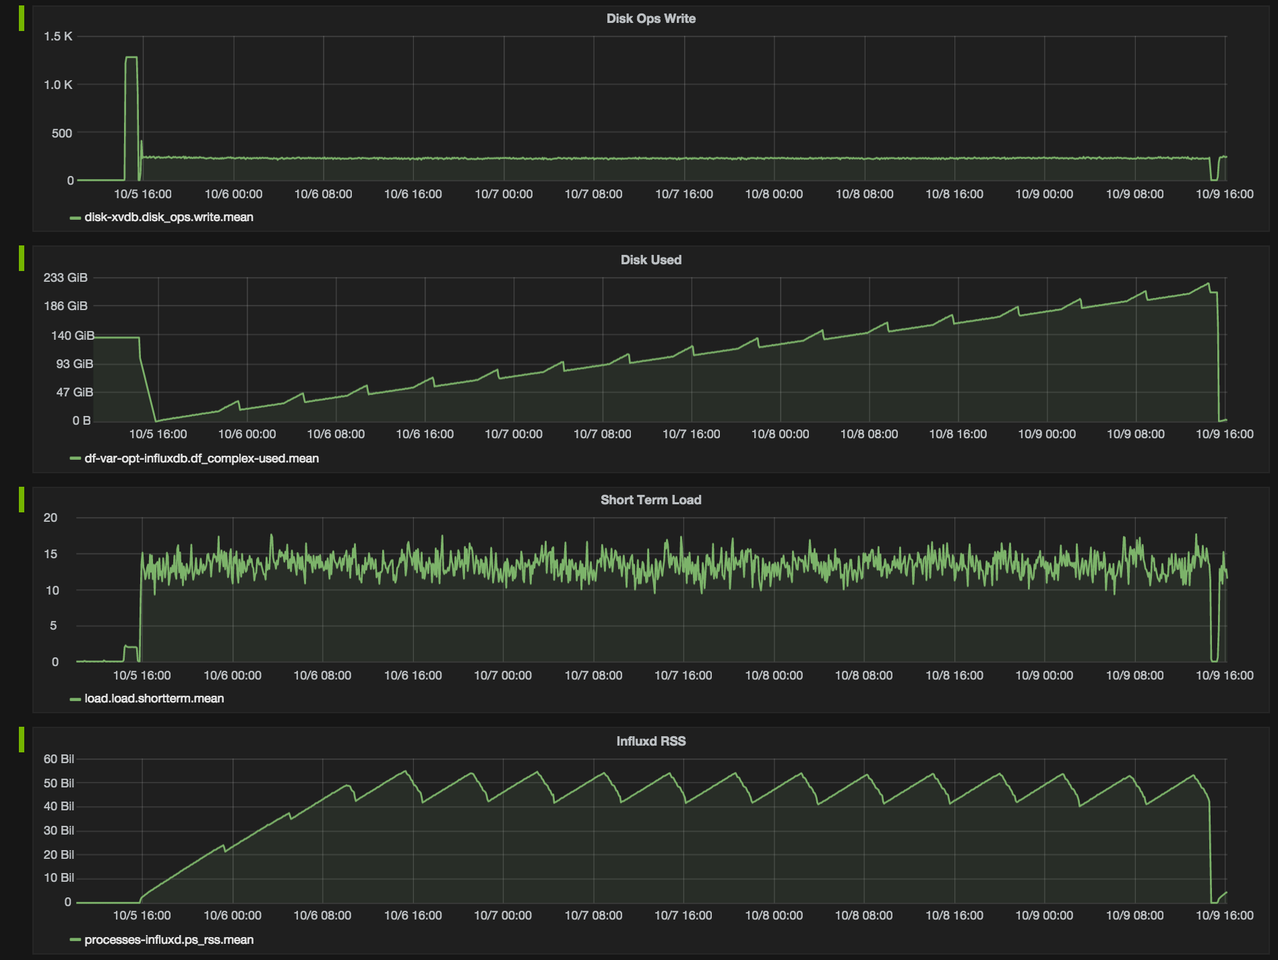 Disk Ops Write
1.5 K
1.0 K
500
0
10/5 16:00 10/6 00:00 10/6 08:00 10/6 16:00 10/7 00:00 10/7 08:00 10/7 16:00 10/8 00:00 10/8 08:00 10/8 16:00 10/9 00:00 10/9 08:00 10/9 16:00
disk-xvdb.disk_ops.write.mean
Disk Used
233 GiB
186 GiB
140 GiB
93 GiB
47 GiB
0 B
10/5 16:00 10/6 00:00 10/6 08:00 10/6 16:00 10/7 00:00 10/7 08:00 10/7 16:00 10/8 00:00 10/8 08:00 10/8 16:00 10/9 00:00 10/9 08:00 10/9 16:00
df-var-opt-influxdb.df_complex-used.mean
Short Term Load
20
15
10
5
0
10/5 16:00 10/6 00:00 10/6 08:00 10/6 16:00 10/7 00:00 10/7 08:00 10/7 16:00 10/8 00:00 10/8 08:00 10/8 16:00 10/9 00:00 10/9 08:00 10/9 16:00
load.load.shortterm.mean
Influxd RSS
60 Bil
50 Bil
40 Bil
30 Bil
20 Bil
10 Bil
0
10/5 16:00 10/6 00:00 10/6 08:00 10/6 16:00 10/7 00:00 10/7 08:00 10/7 16:00 10/8 00:00 10/8 08:00 10/8 16:00 10/9 00:00 10/9 08:00 10/9 16:00
processes-influxd.ps_rss.mean